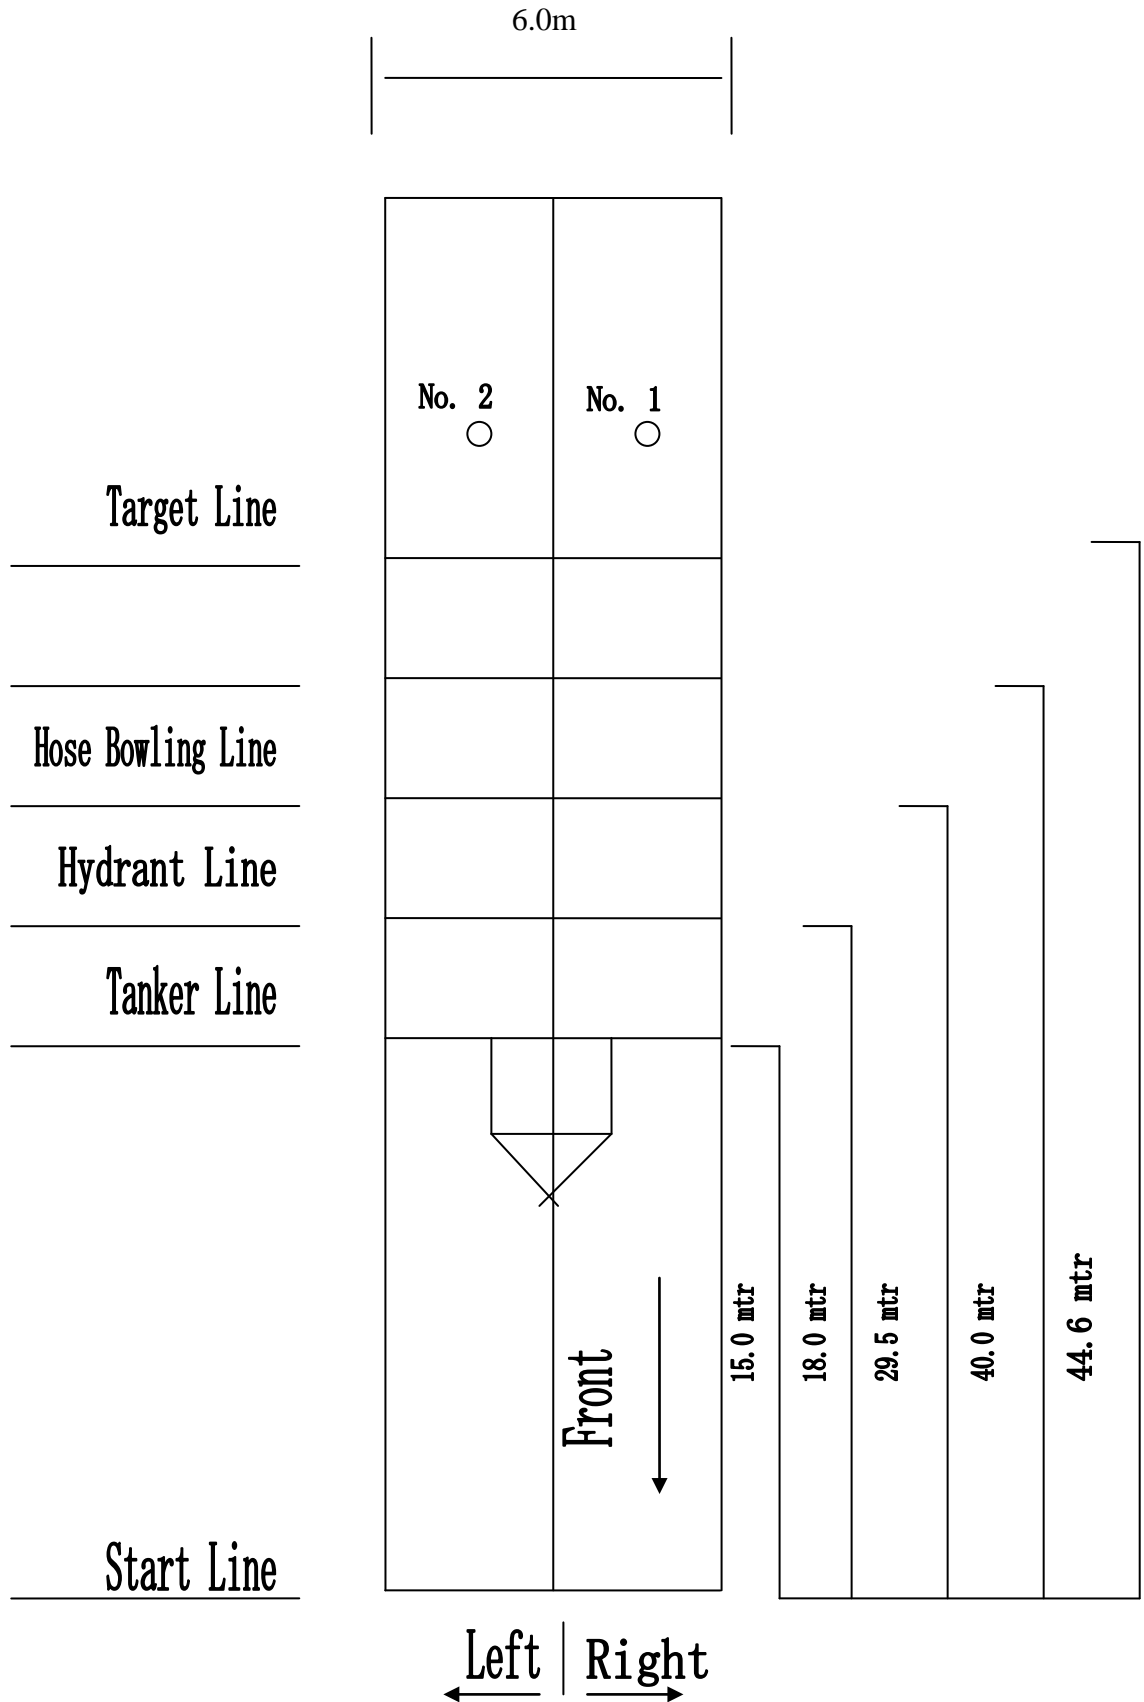 6.0m
No. 2
No. 1
Target Line
Hose Bowling Line
Hydrant Line
Tanker Line
15.0 mtr
18.0 mtr
29.5 mtr
40.0 mtr
44.6 mtr
Front
Start Line
Left
Right